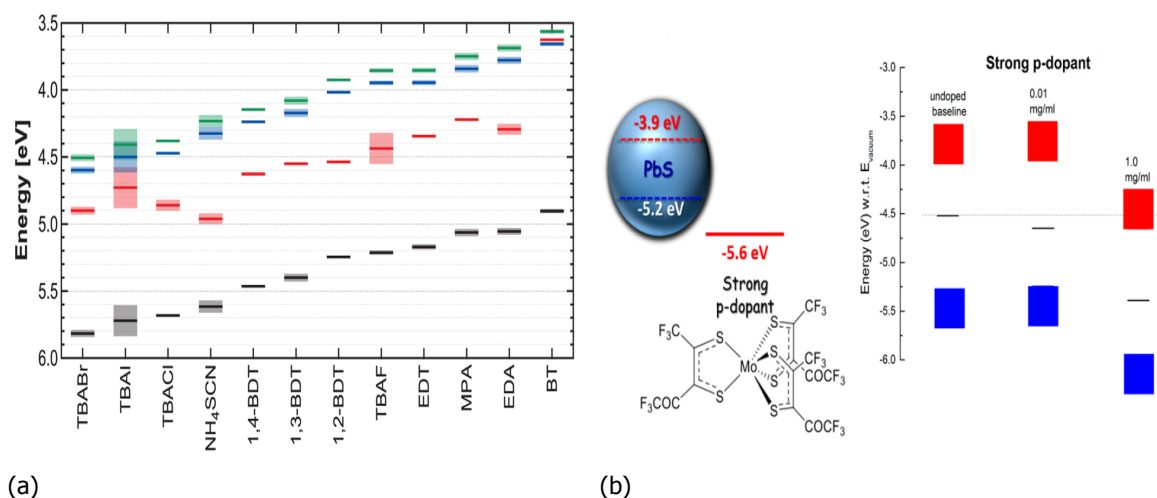 Energy [eV]
3.5
4.0
4.5
5.0
5.5
6.0
TBABr
TBAI
TBACl
NH₄SCN
1,4-BDT
1,3-BDT
1,2-BDT
TBAF
EDT
MPA
EDA
BT
(a)
-3.9 eV
PbS
-5.2 eV
-5.6 eV
Strong
p-dopant
F₃C
S
S
CF₃
S
S
S
S
Mo
CF₃
COCF₃
F₃COC
COCF₃
Strong p-dopant
Energy (eV) w.r.t. Evacuum
-3.0
-3.5
-4.0
-4.5
-5.0
-5.5
-6.0
undoped
baseline
0.01
mg/ml
1.0
mg/ml
(b)